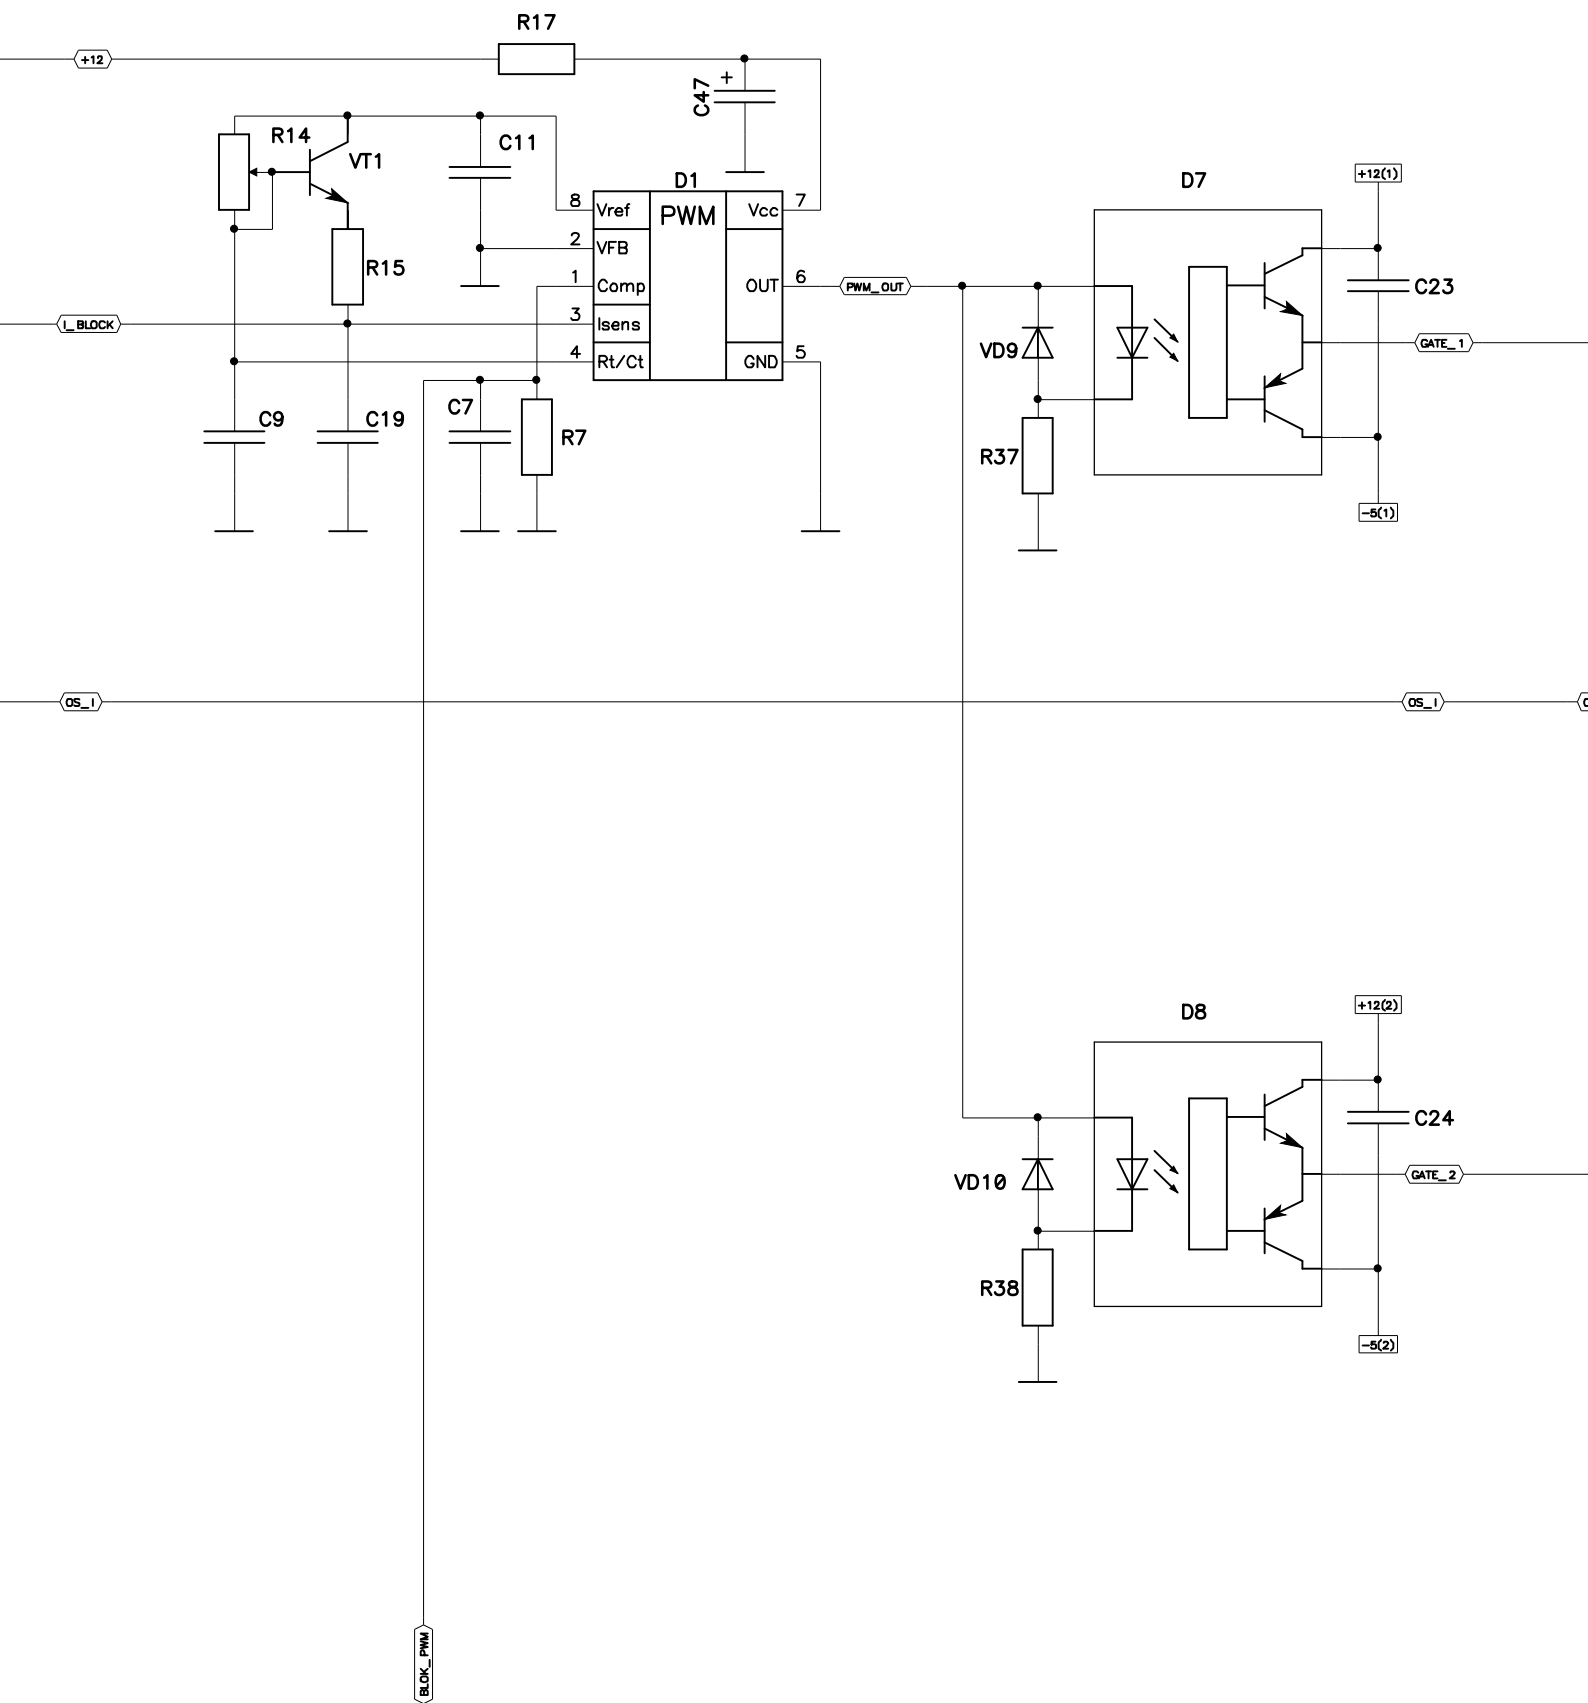 R17
+12
+
C47
R14
VT1
C11
D1
8
Vref
PWM
Vcc
7
2
VFB
1
Comp
OUT
6
3
Isens
4
Rt/Ct
GND
5
R15
I_BLOCK
C9
C19
C7
R7
PWM_OUT
VD9
R37
D7
+12(1)
C23
GATE_1
-5(1)
OS_I
OS_I
D8
+12(2)
C24
VD10
GATE_2
R38
-5(2)
BLOK_PWM